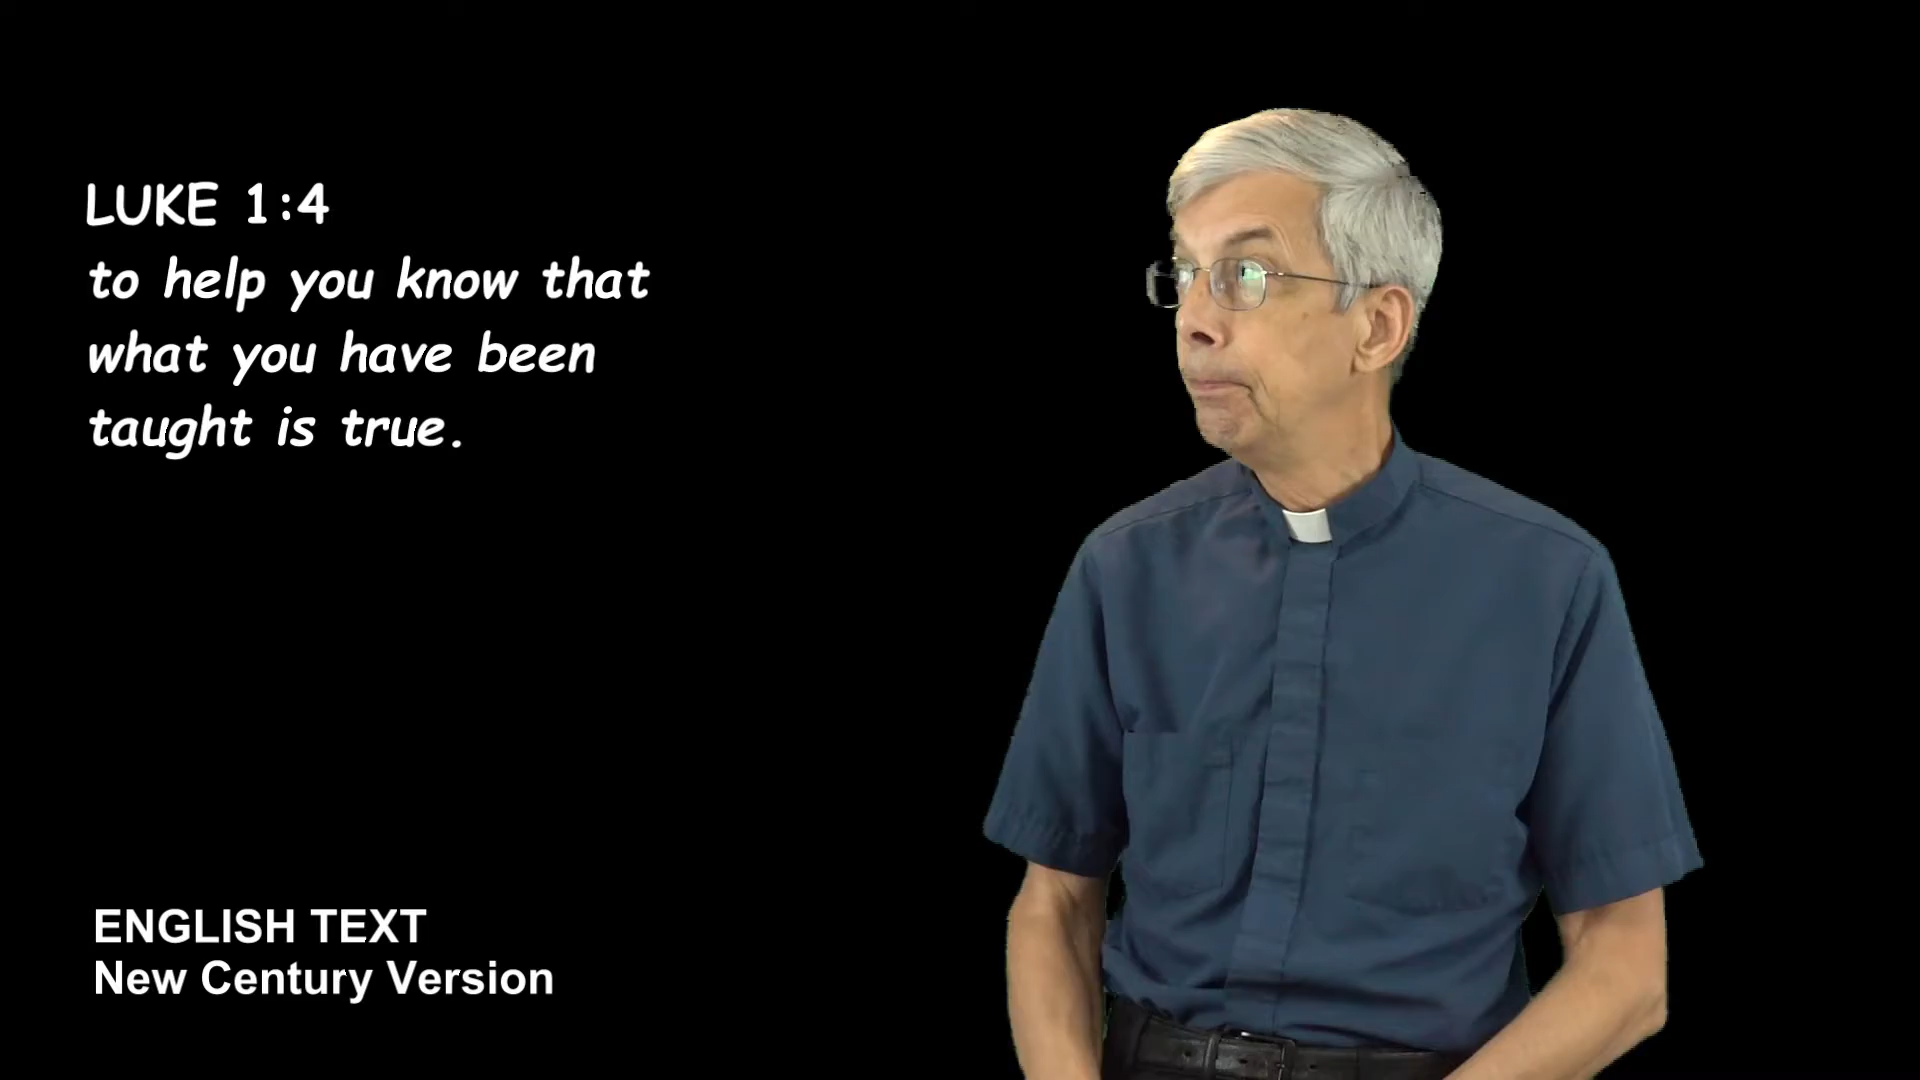 LUKE 1:4
to help you know that
what you have been
taught is true.
ENGLISH TEXT
New Century Version